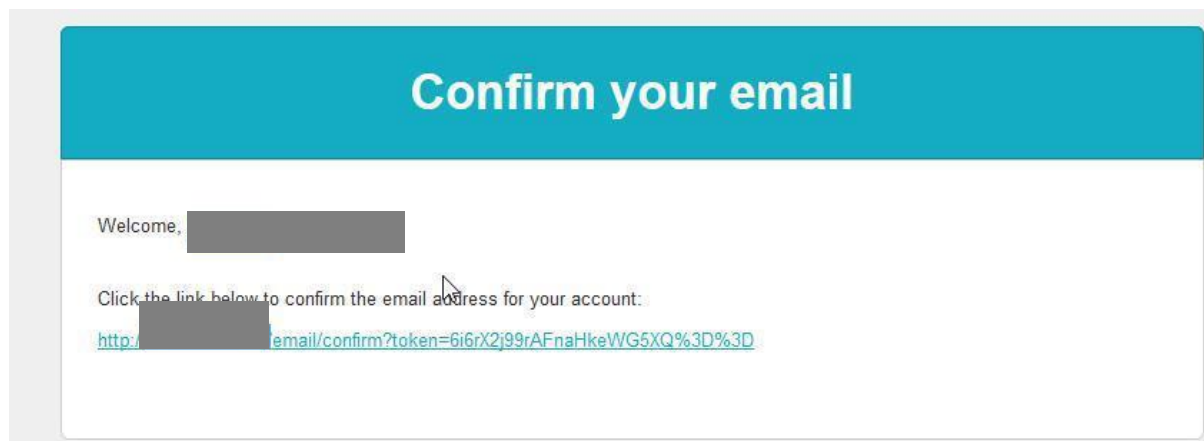 Confirm your email
Welcome,
Click the link below to confirm the email address for your account:
http:/ email/confirm?token=6i6rX2j99rAFnaHkeWG5XQ%3D%3D